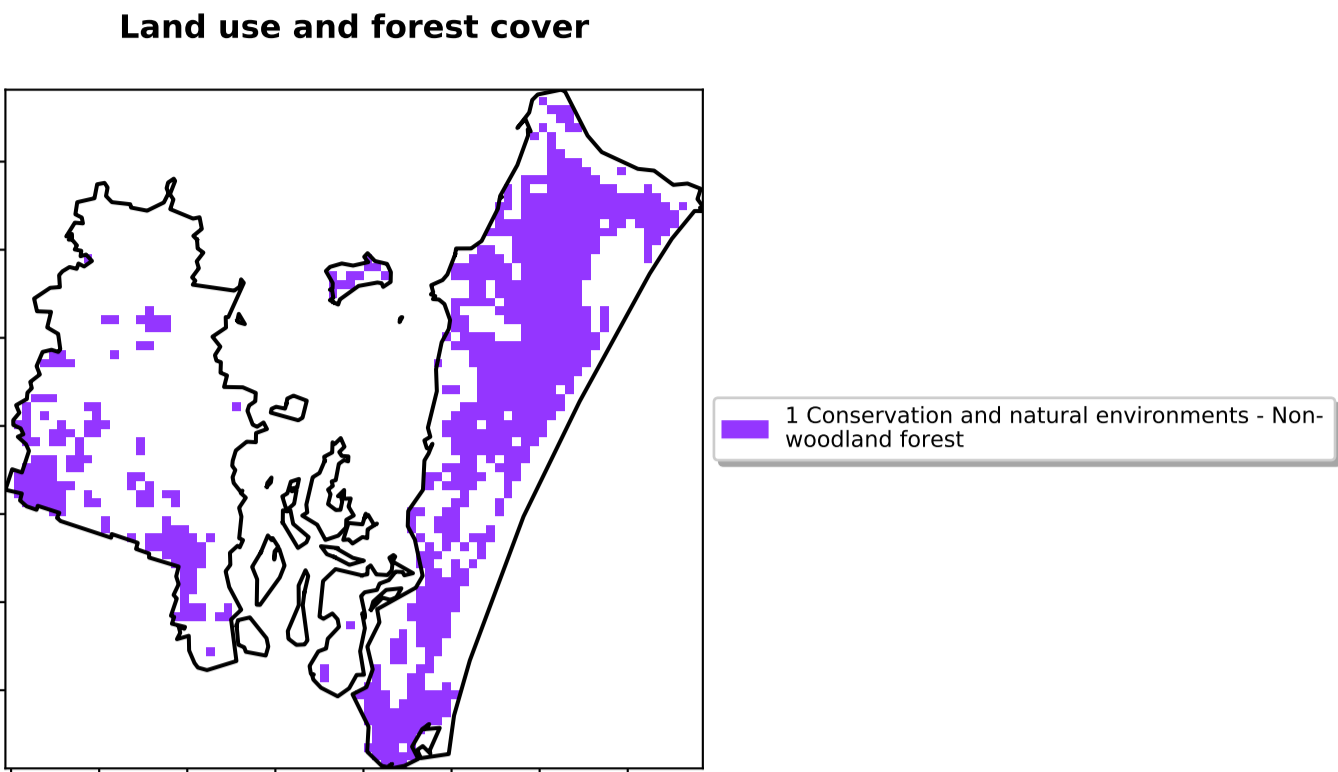 Land use and forest cover
1 Conservation and natural environments - Non-
woodland forest